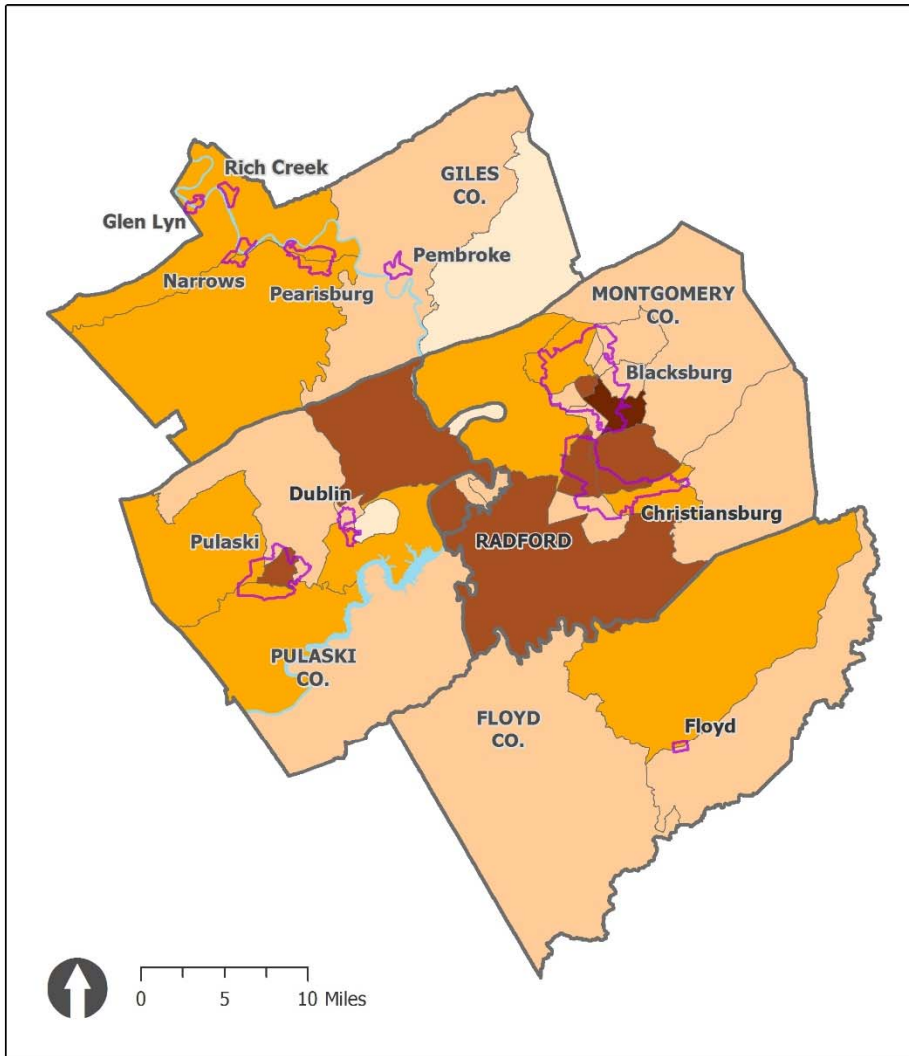 Rich Creek
GILES
CO.
Glen Lyn
Pembroke
Narrows
Pearisburg
MONTGOMERY
CO.
Blacksburg
Dublin
Christiansburg
Pulaski
RADFORD
PULASKI
CO.
FLOYD
CO.
Floyd
0 5 10 Miles